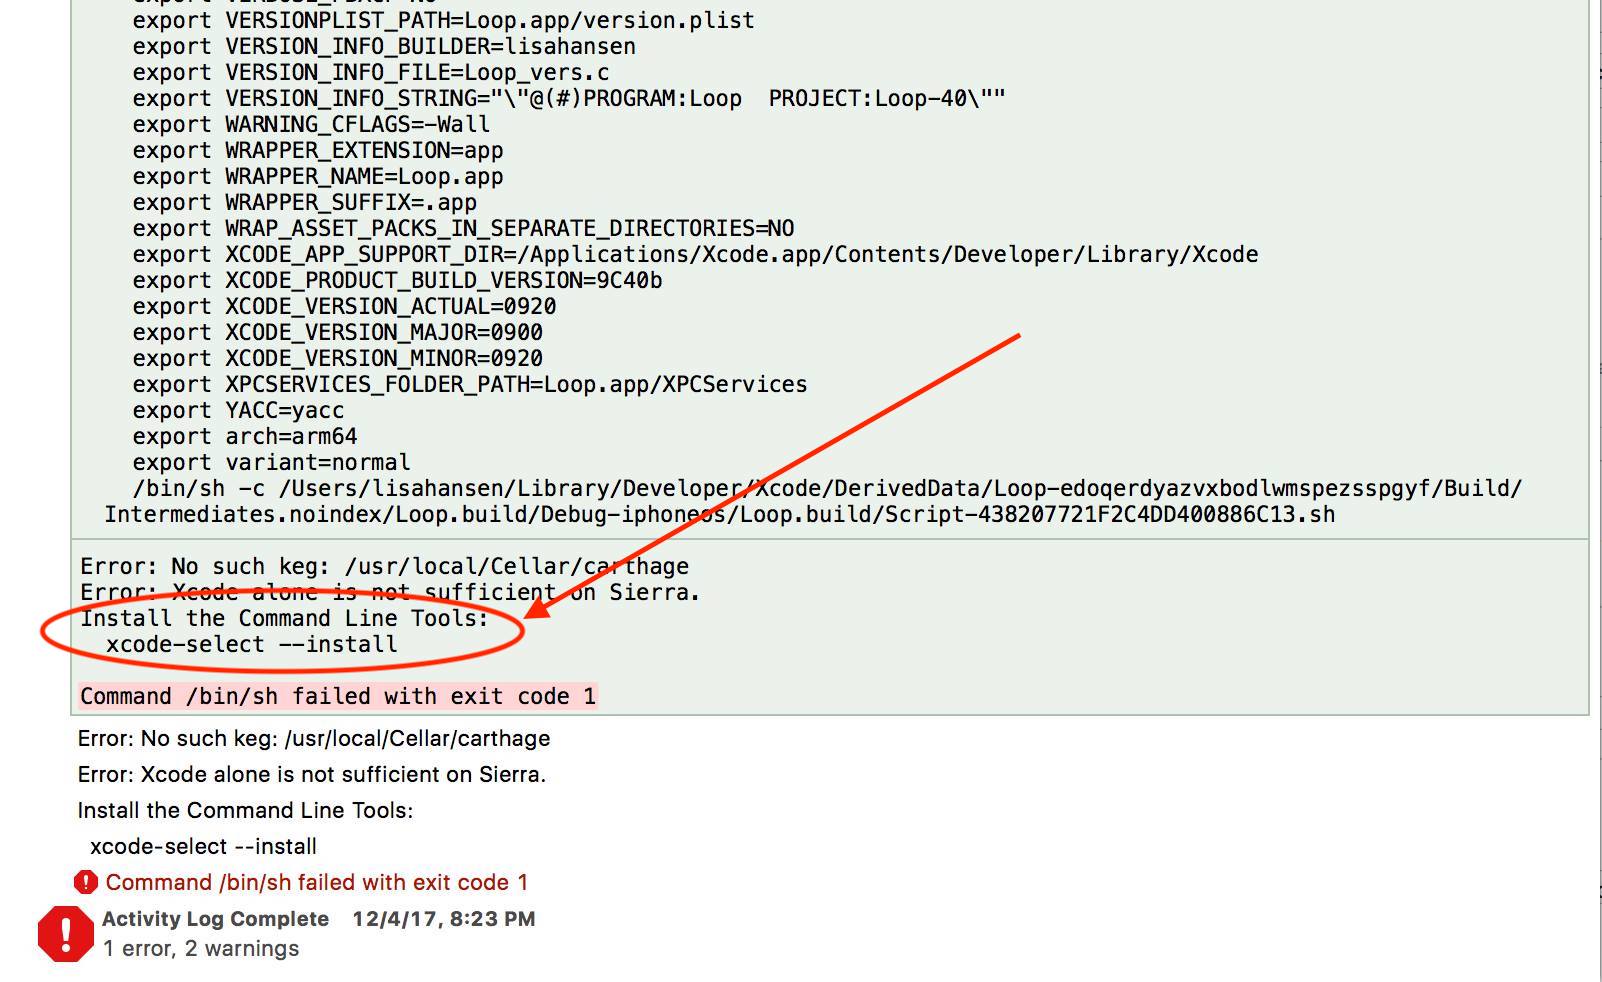 export VERBOSE_PBXCP=NO
export VERSIONPLIST_PATH=Loop.app/version.plist
export VERSION_INFO_BUILDER=lisahansen
export VERSION_INFO_FILE=Loop_vers.c
export VERSION_INFO_STRING="\"@(#)PROGRAM:Loop  PROJECT:Loop-40\""
export WARNING_CFLAGS=-Wall
export WRAPPER_EXTENSION=app
export WRAPPER_NAME=Loop.app
export WRAPPER_SUFFIX=.app
export WRAP_ASSET_PACKS_IN_SEPARATE_DIRECTORIES=NO
export XCODE_APP_SUPPORT_DIR=/Applications/Xcode.app/Contents/Developer/Library/Xcode
export XCODE_PRODUCT_BUILD_VERSION=9C40b
export XCODE_VERSION_ACTUAL=0920
export XCODE_VERSION_MAJOR=0900
export XCODE_VERSION_MINOR=0920
export XPCSERVICES_FOLDER_PATH=Loop.app/XPCServices
export YACC=yacc
export arch=arm64
export variant=normal
/bin/sh -c /Users/lisahansen/Library/Developer/Xcode/DerivedData/Loop-edoqerdyazvxbodlwmspezsspgyf/Build/
Intermediates.noindex/Loop.build/Debug-iphoneos/Loop.build/Script-438207721F2C4DD400886C13.sh
Error: No such keg: /usr/local/Cellar/carthage
Error: Xcode alone is not sufficient on Sierra.
Install the Command Line Tools:
xcode-select --install
Command /bin/sh failed with exit code 1
Error: No such keg: /usr/local/Cellar/carthage
Error: Xcode alone is not sufficient on Sierra.
Install the Command Line Tools:
xcode-select --install
Command /bin/sh failed with exit code 1
Activity Log Complete 12/4/17, 8:23 PM
1 error, 2 warnings